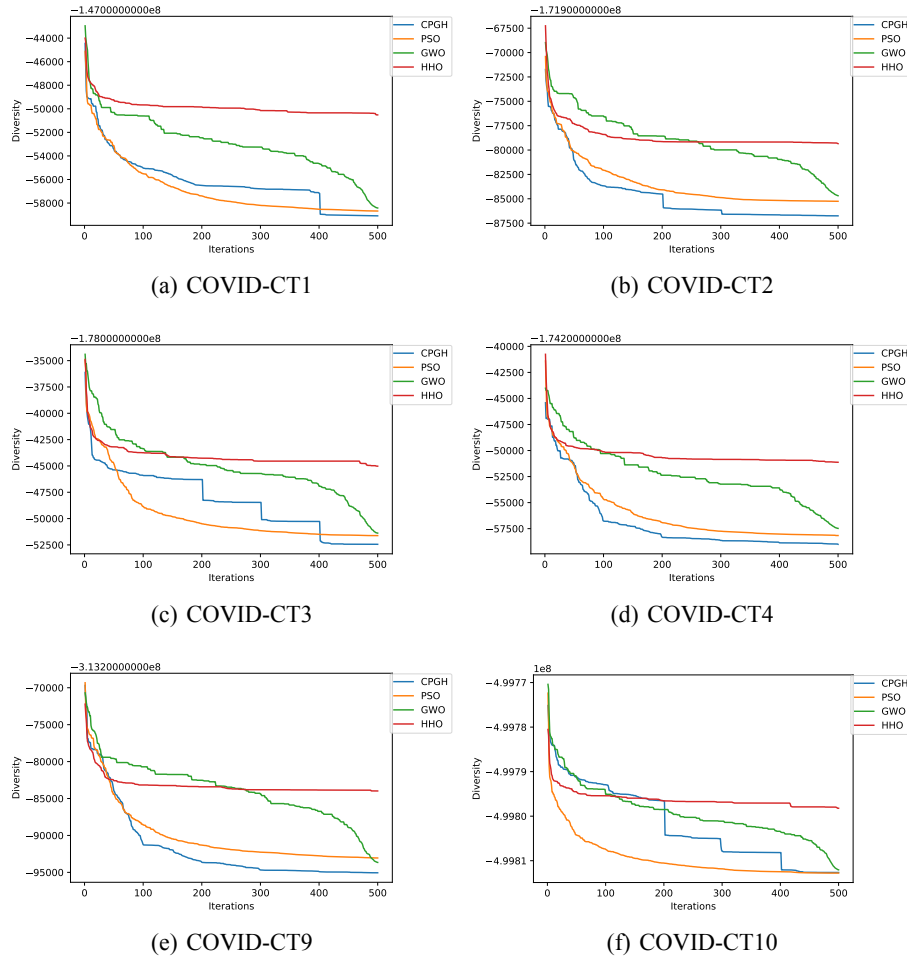 −1.4700000000e8
−44000
−46000
−48000
−50000
−52000
−54000
−56000
−58000
Diversity
0 100 200 300 400 500
Iterations
CPGH
PSO
GWO
HHO
(a) COVID-CT1
−1.7190000000e8
−67500
−70000
−72500
−75000
−77500
−80000
−82500
−85000
−87500
Diversity
0 100 200 300 400 500
Iterations
CPGH
PSO
GWO
HHO
(b) COVID-CT2
−1.7800000000e8
−35000
−37500
−40000
−42500
−45000
−47500
−50000
−52500
Diversity
0 100 200 300 400 500
Iterations
CPGH
PSO
GWO
HHO
(c) COVID-CT3
−1.7420000000e8
−40000
−42500
−45000
−47500
−50000
−52500
−55000
−57500
Diversity
0 100 200 300 400 500
Iterations
CPGH
PSO
GWO
HHO
(d) COVID-CT4
−3.1320000000e8
−70000
−75000
−80000
−85000
−90000
−95000
Diversity
0 100 200 300 400 500
Iterations
CPGH
PSO
GWO
HHO
(e) COVID-CT9
1e8
−4.9977
−4.9978
−4.9979
−4.9980
−4.9981
Diversity
0 100 200 300 400 500
Iterations
CPGH
PSO
GWO
HHO
(f) COVID-CT10